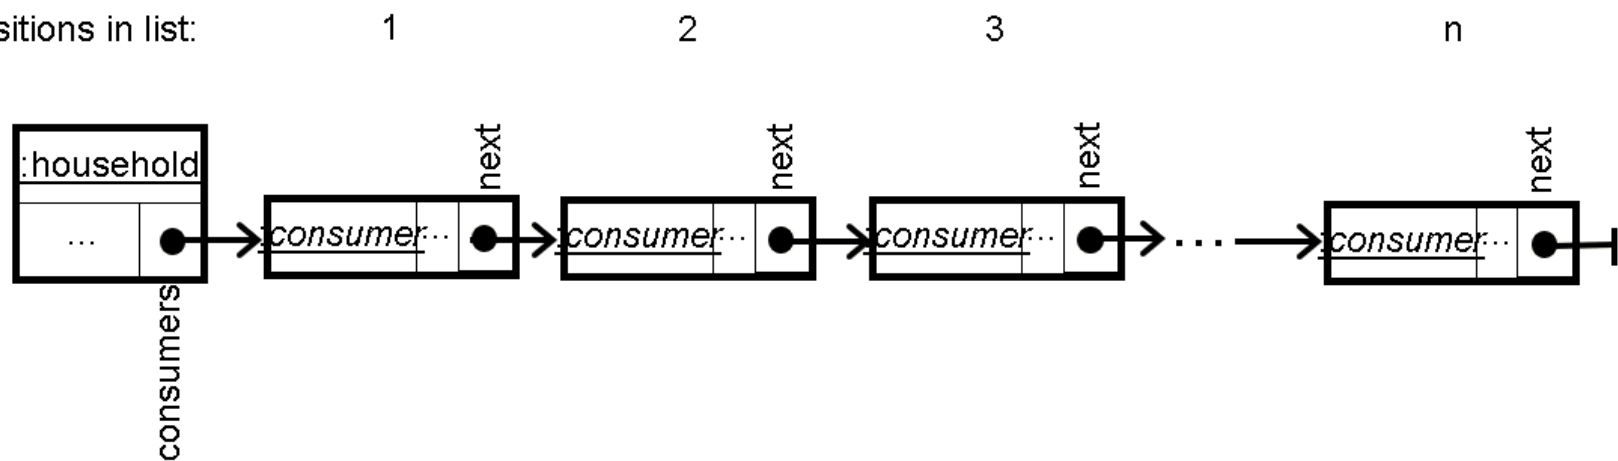 sitions in list: 1 2 3 n
next next next next
:household
... :consumer... :consumer... :consumer... ... :consumer...
consumers